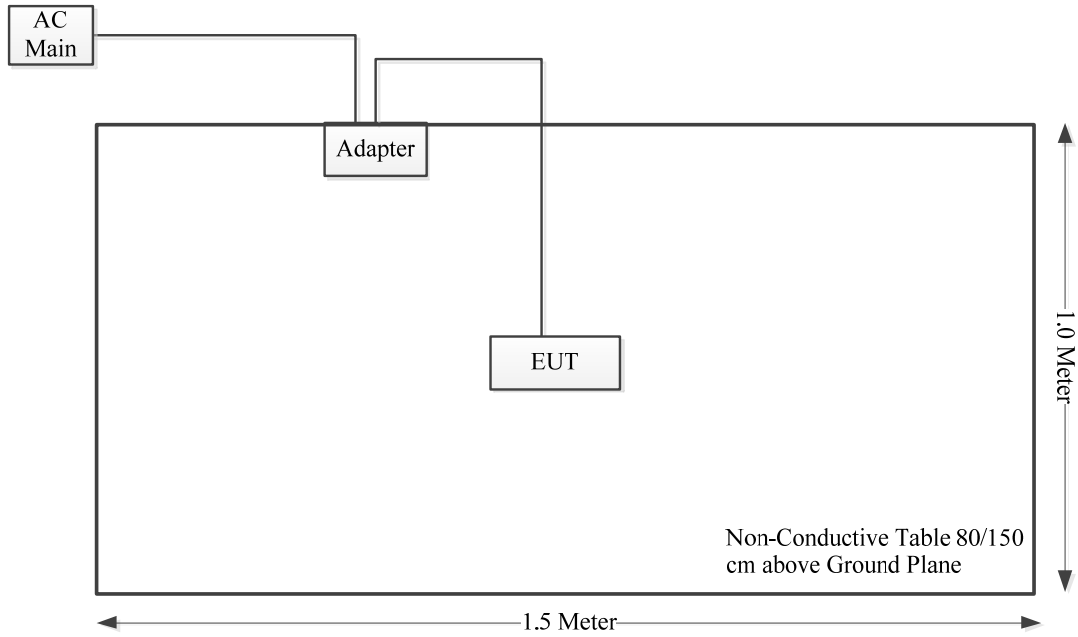 AC
Main
Adapter
EUT
1.0 Meter
Non-Conductive Table 80/150
cm above Ground Plane
1.5 Meter